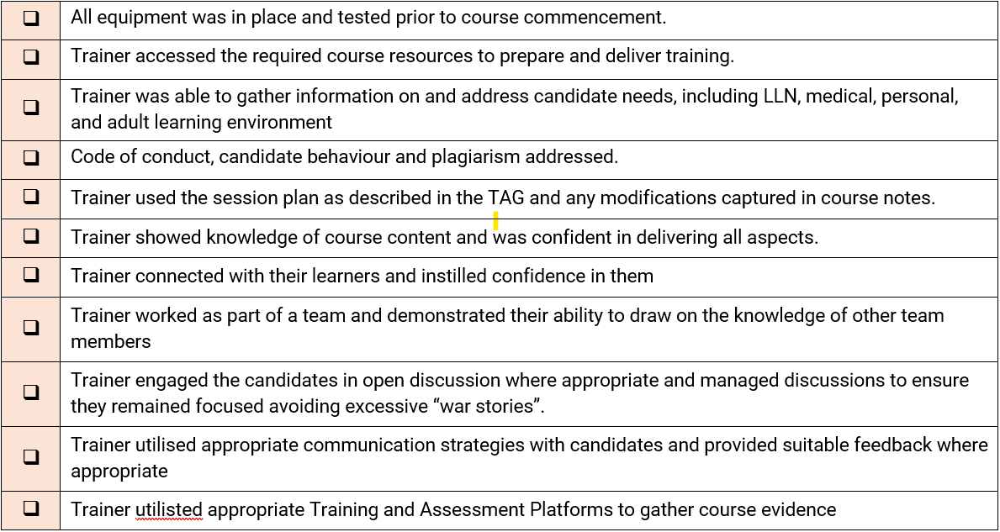 ❑ All equipment was in place and tested prior to course commencement.
❑ Trainer accessed the required course resources to prepare and deliver training.
❑ Trainer was able to gather information on and address candidate needs, including LLN, medical, personal,
and adult learning environment
❑ Code of conduct, candidate behaviour and plagiarism addressed.
❑ Trainer used the session plan as described in the TAG and any modifications captured in course notes.
❑ Trainer showed knowledge of course content and was confident in delivering all aspects.
❑ Trainer connected with their learners and instilled confidence in them
❑ Trainer worked as part of a team and demonstrated their ability to draw on the knowledge of other team
members
❑ Trainer engaged the candidates in open discussion where appropriate and managed discussions to ensure
they remained focused avoiding excessive “war stories”.
❑ Trainer utilised appropriate communication strategies with candidates and provided suitable feedback where
appropriate
❑ Trainer utilisted appropriate Training and Assessment Platforms to gather course evidence